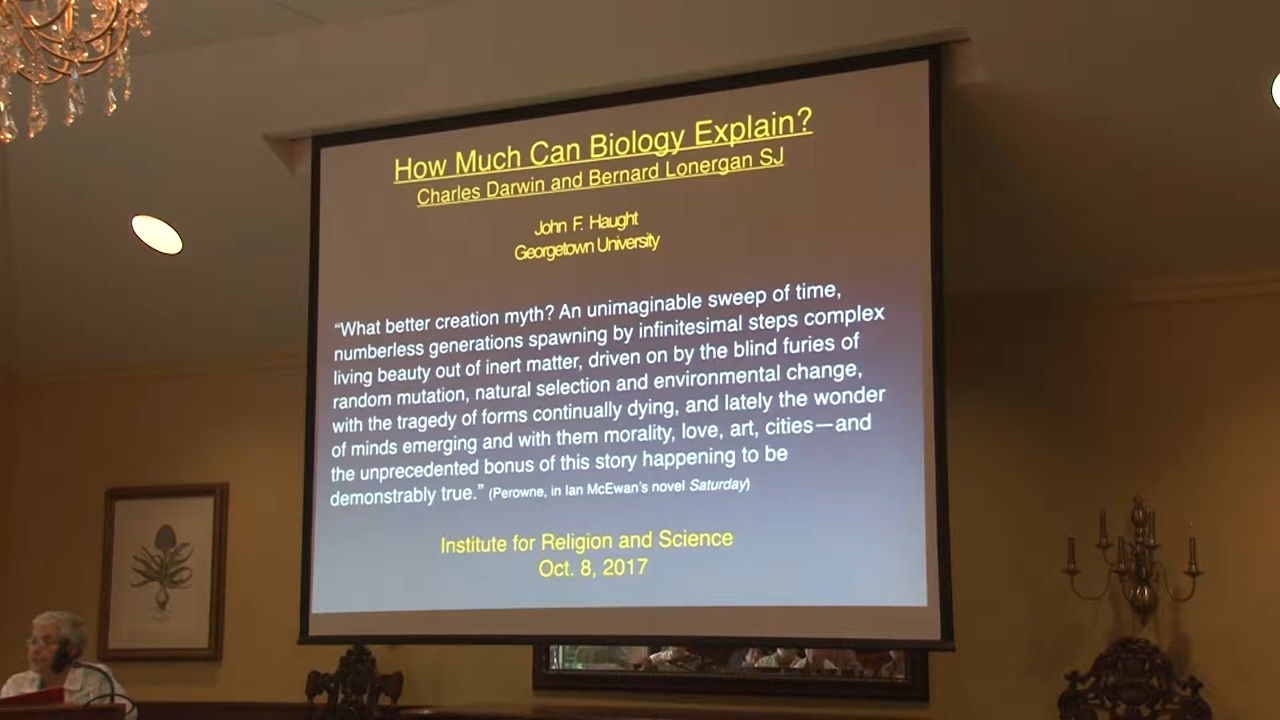 How Much Can Biology Explain?
Charles Darwin and Bernard Lonergan SJ
John F. Haught
Georgetown University
“What better creation myth? An unimaginable sweep of time,
numberless generations spawning by infinitesimal steps complex
living beauty out of inert matter, driven on by the blind furies of
random mutation, natural selection and environmental change,
with the tragedy of forms continually dying, and lately the wonder
of minds emerging and with them morality, love, art, cities—and
the unprecedented bonus of this story happening to be
demonstrably true.” (Perowne, in Ian McEwan's novel Saturday)
Institute for Religion and Science
Oct. 8, 2017